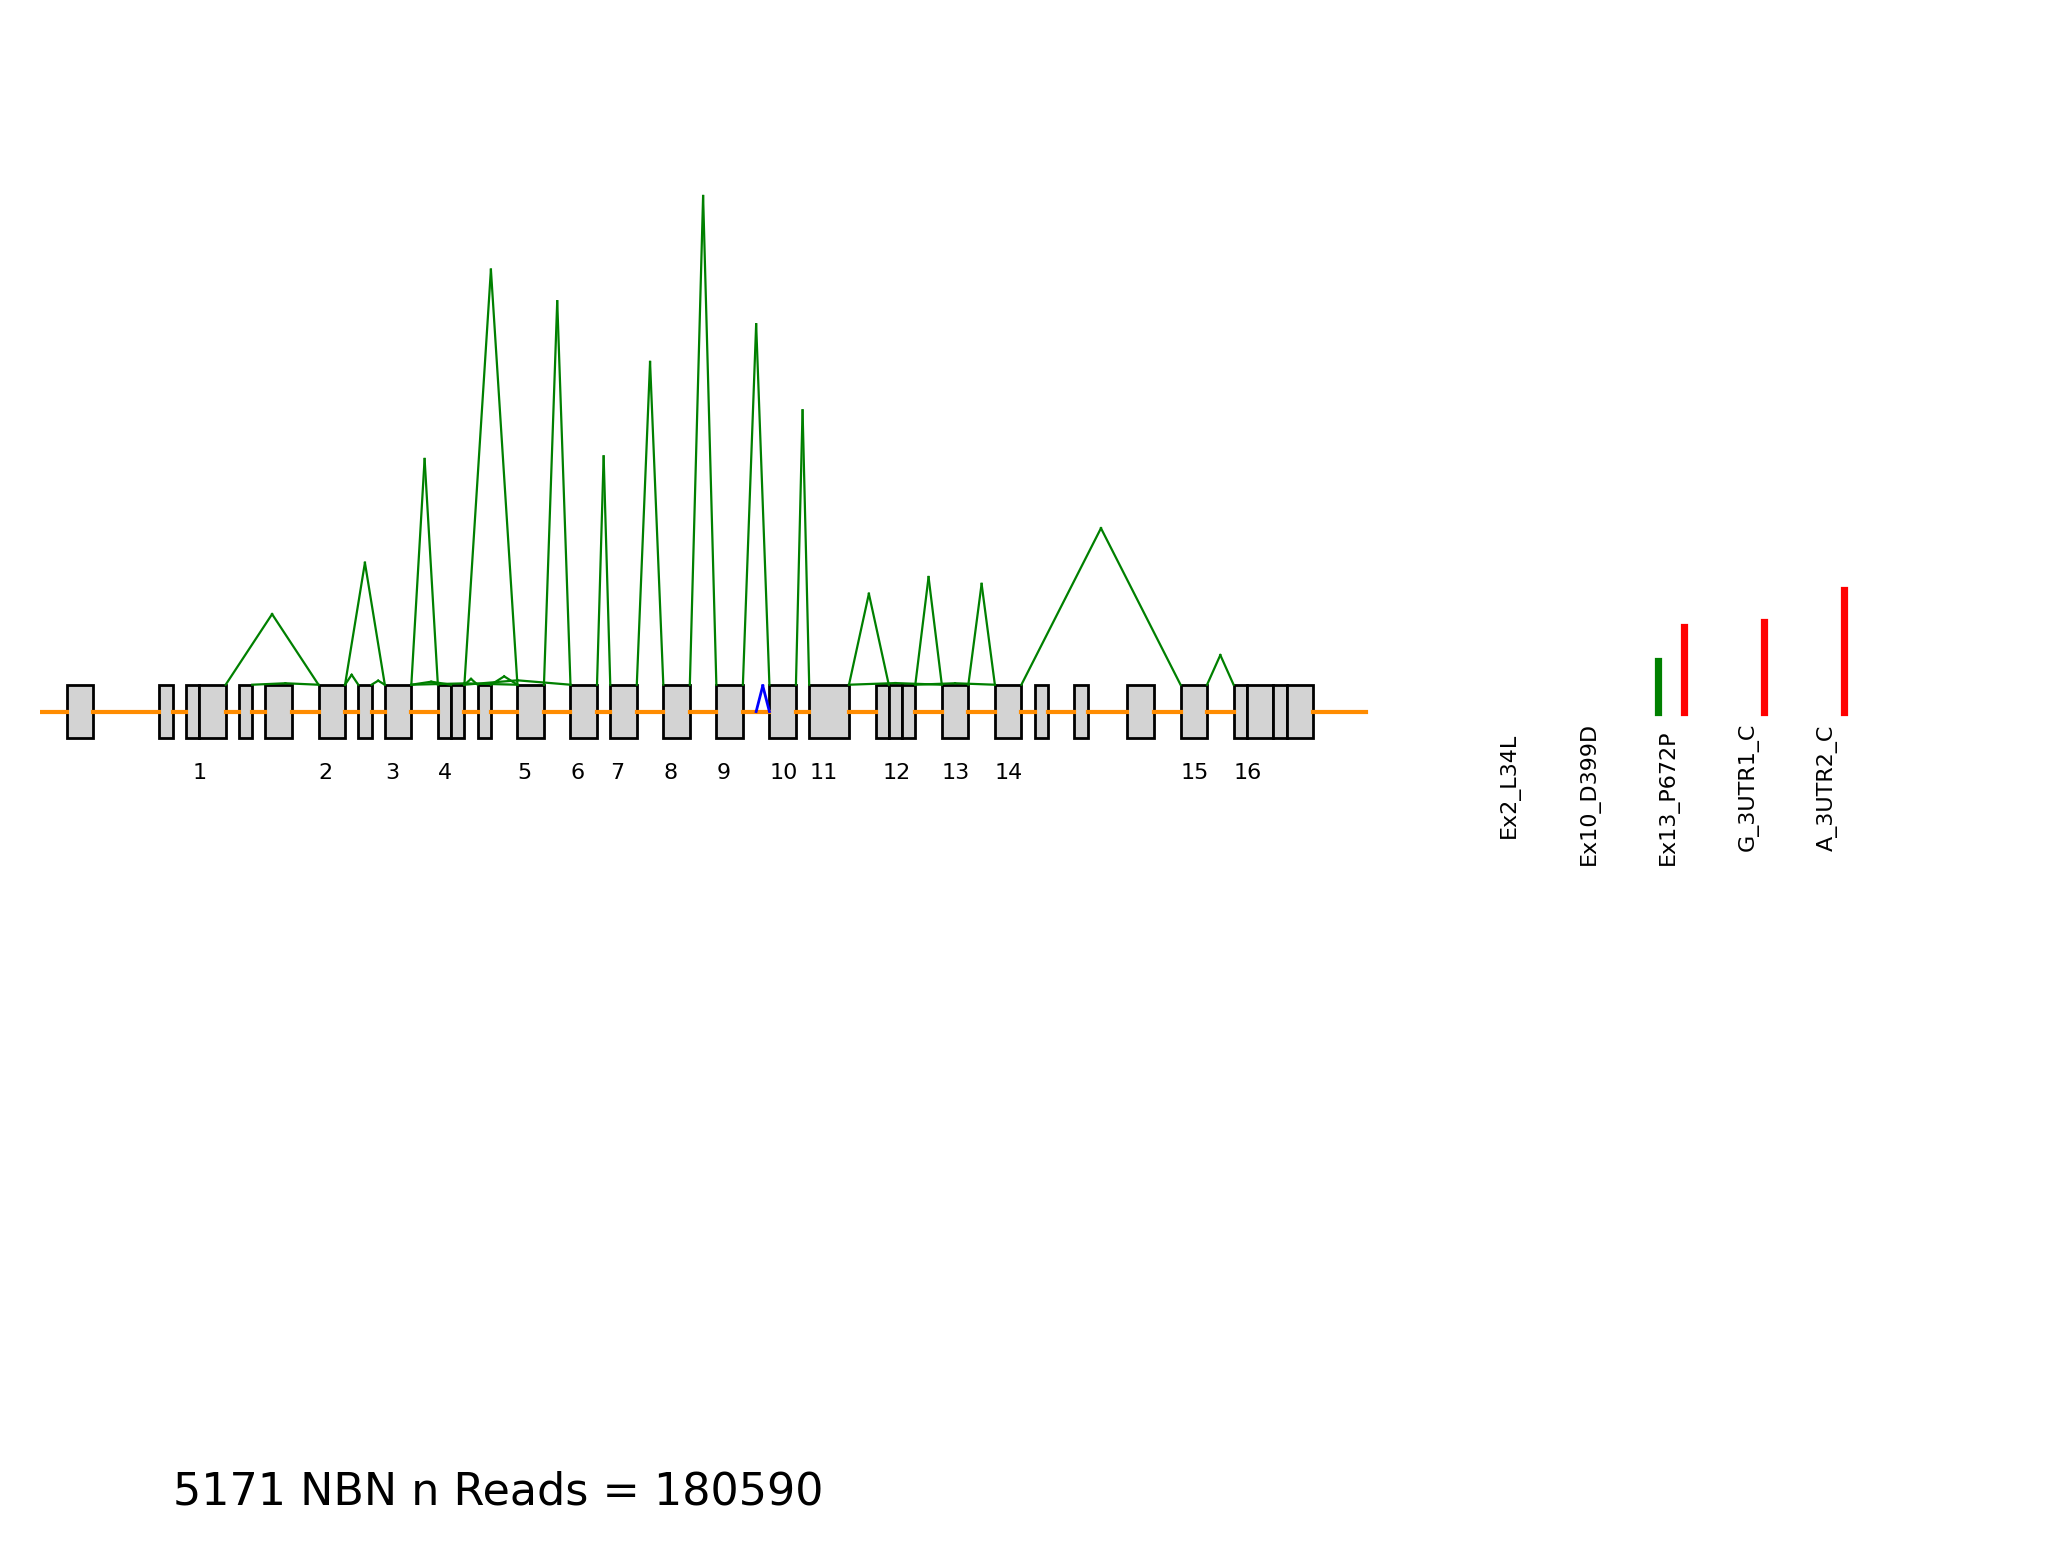 1 2 3 4 5 6 7 8 9 10 11 12 13 14 15 16
Ex2_L34L
Ex10_D399D
Ex13_P672P
G_3UTR1_C
A_3UTR2_C
5171 NBN n Reads = 180590